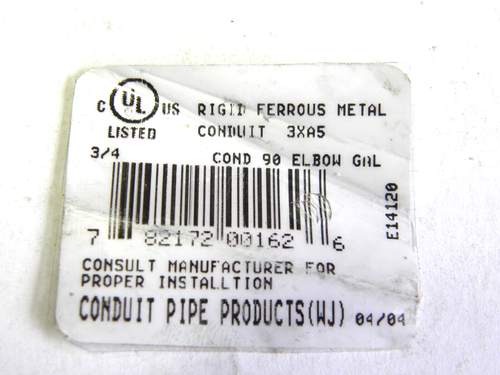 C UL US RIGID FERROUS METAL
LISTED CONDUIT 3XA5
3/4 COND 90 ELBOW GAL
7 82172 00162 6
E14120
CONSULT MANUFACTURER FOR
PROPER INSTALLTION
CONDUIT PIPE PRODUCTS(WJ) 04/04